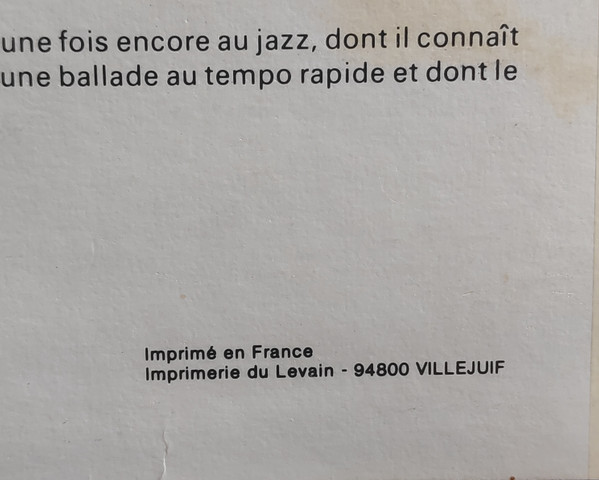 une fois encore au jazz, dont il connaît
une ballade au tempo rapide et dont le
Imprimé en France
Imprimerie du Levain - 94800 VILLEJUIF